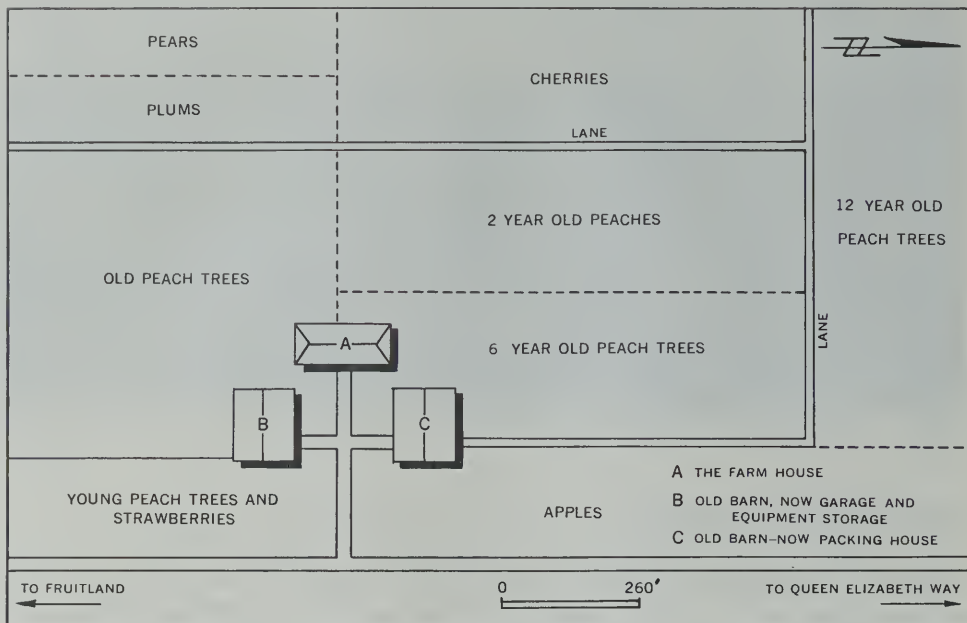 PEARS
PLUMS
CHERRIES
LANE
OLD PEACH TREES
2 YEAR OLD PEACHES
12 YEAR OLD
PEACH TREES
LANE
6 YEAR OLD PEACH TREES
A
B
C
YOUNG PEACH TREES AND
STRAWBERRIES
APPLES
A THE FARM HOUSE
B OLD BARN, NOW GARAGE AND
EQUIPMENT STORAGE
C OLD BARN–NOW PACKING HOUSE
TO FRUITLAND
0 260'
TO QUEEN ELIZABETH WAY